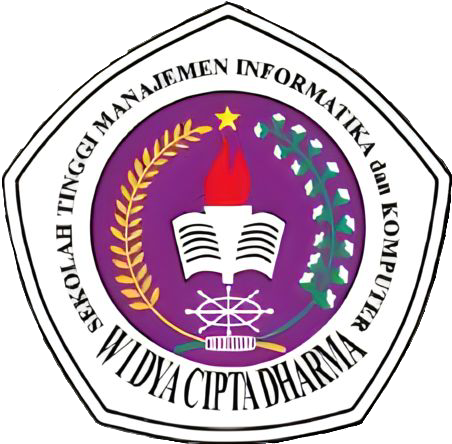 SEKOLAH TINGGI MANAJEMEN INFORMATIKA dan KOMPUTER
WIDYA CIPTA DHARMA